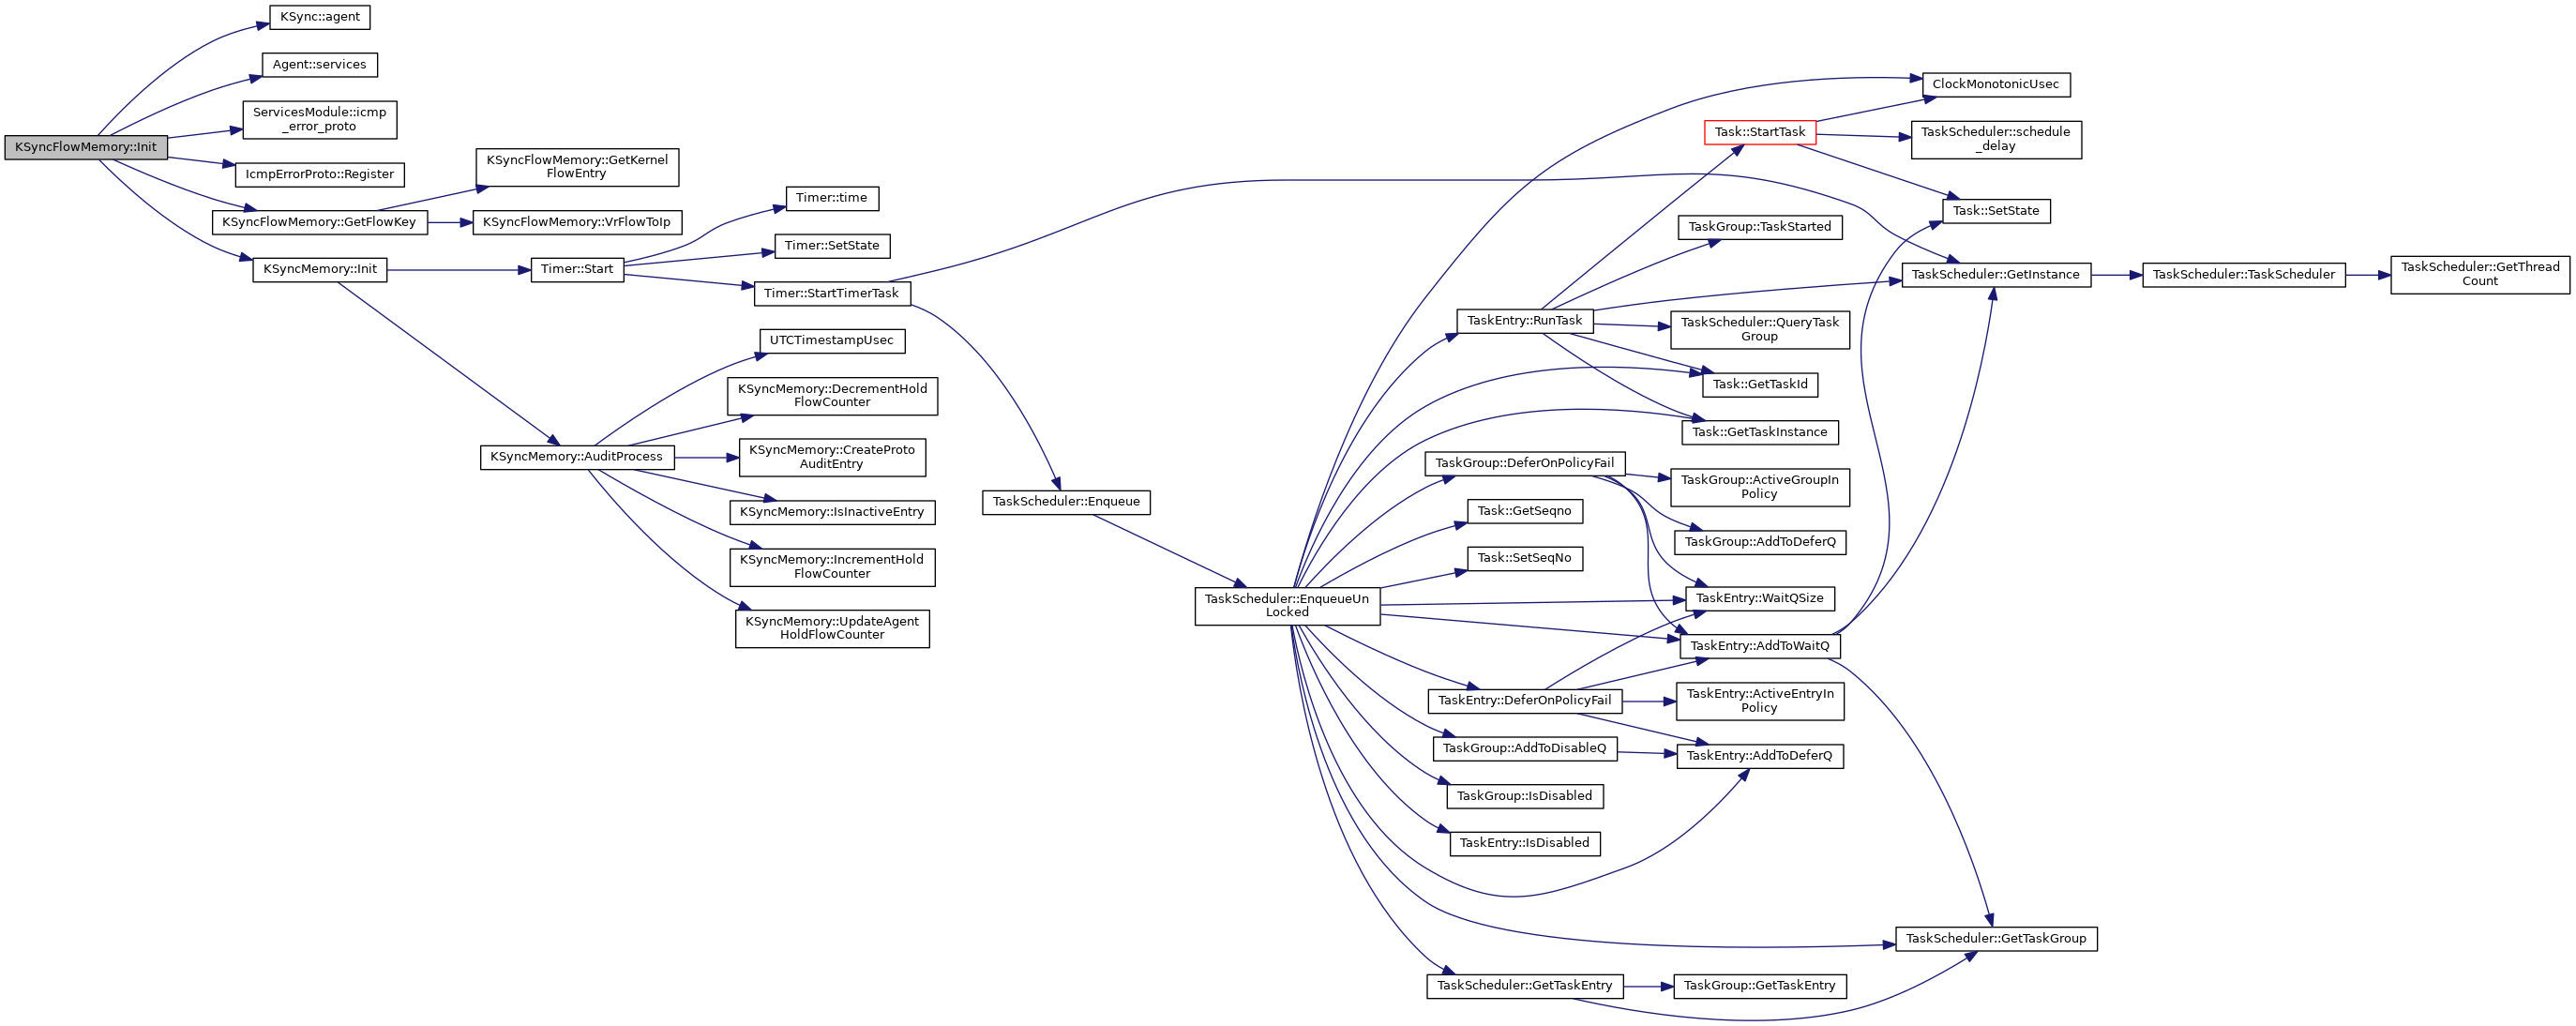 KSyncFlowMemory::Init
KSync::agent
Agent::services
ServicesModule::icmp
_error_proto
IcmpErrorProto::Register
KSyncFlowMemory::GetFlowKey
KSyncMemory::Init
KSyncFlowMemory::GetKernel
FlowEntry
KSyncFlowMemory::VrFlowToIp
Timer::Start
KSyncMemory::AuditProcess
Timer::time
Timer::SetState
Timer::StartTimerTask
UTCTimestampUsec
KSyncMemory::DecrementHold
FlowCounter
KSyncMemory::CreateProto
AuditEntry
KSyncMemory::IsInactiveEntry
KSyncMemory::IncrementHold
FlowCounter
KSyncMemory::UpdateAgent
HoldFlowCounter
TaskScheduler::Enqueue
TaskScheduler::EnqueueUn
Locked
TaskEntry::RunTask
TaskGroup::DeferOnPolicyFail
Task::GetSeqno
Task::SetSeqNo
TaskEntry::DeferOnPolicyFail
TaskGroup::AddToDisableQ
TaskGroup::IsDisabled
TaskEntry::IsDisabled
TaskScheduler::GetTaskEntry
Task::StartTask
TaskGroup::TaskStarted
TaskScheduler::QueryTask
Group
Task::GetTaskId
Task::GetTaskInstance
TaskGroup::ActiveGroupIn
Policy
TaskGroup::AddToDeferQ
TaskEntry::WaitQSize
TaskEntry::AddToWaitQ
TaskEntry::ActiveEntryIn
Policy
TaskEntry::AddToDeferQ
TaskGroup::GetTaskEntry
ClockMonotonicUsec
TaskScheduler::schedule
_delay
Task::SetState
TaskScheduler::GetInstance
TaskScheduler::GetTaskGroup
TaskScheduler::TaskScheduler
TaskScheduler::GetThread
Count